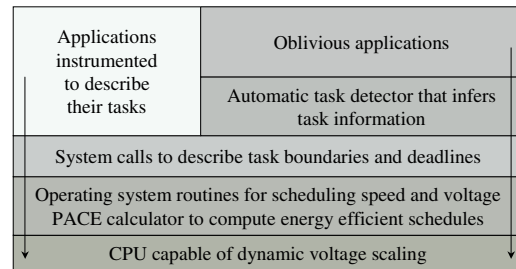 Applications
instrumented
to describe
their tasks
Oblivious applications
Automatic task detector that infers
task information
System calls to describe task boundaries and deadlines
Operating system routines for scheduling speed and voltage
PACE calculator to compute energy efficient schedules
CPU capable of dynamic voltage scaling